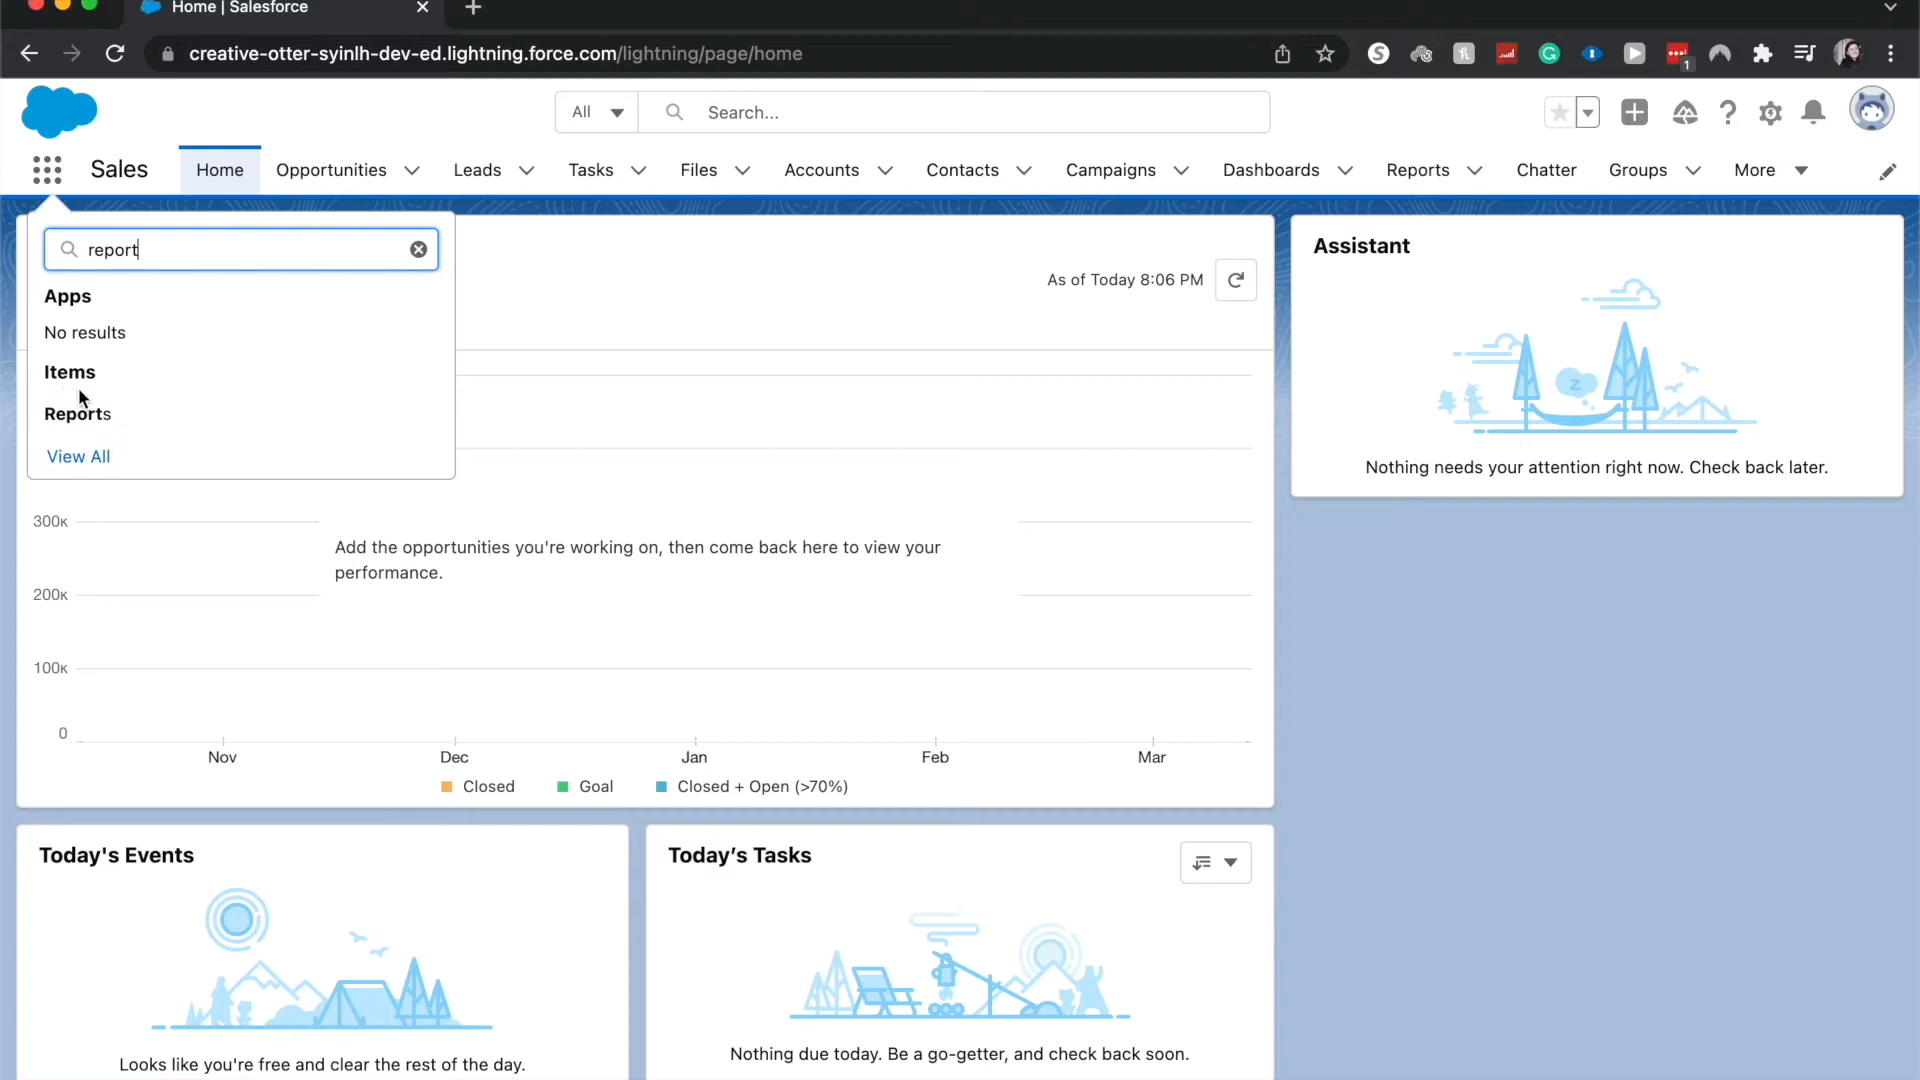 Home | Salesforce
creative-otter-syinlh-dev-ed.lightning.force.com/lightning/page/home
1
All
Search...
Sales
Home
Opportunities
Leads
Tasks
Files
Accounts
Contacts
Campaigns
Dashboards
Reports
Chatter
Groups
More
report
Apps
No results
Items
Reports
View All
As of Today 8:06 PM
Assistant
Z
Nothing needs your attention right now. Check back later.
300K
200K
100K
0
Add the opportunities you're working on, then come back here to view your
performance.
Nov
Dec
Jan
Feb
Mar
Closed
Goal
Closed + Open (>70%)
Today's Events
Looks like you're free and clear the rest of the day.
Today’s Tasks
Nothing due today. Be a go-getter, and check back soon.